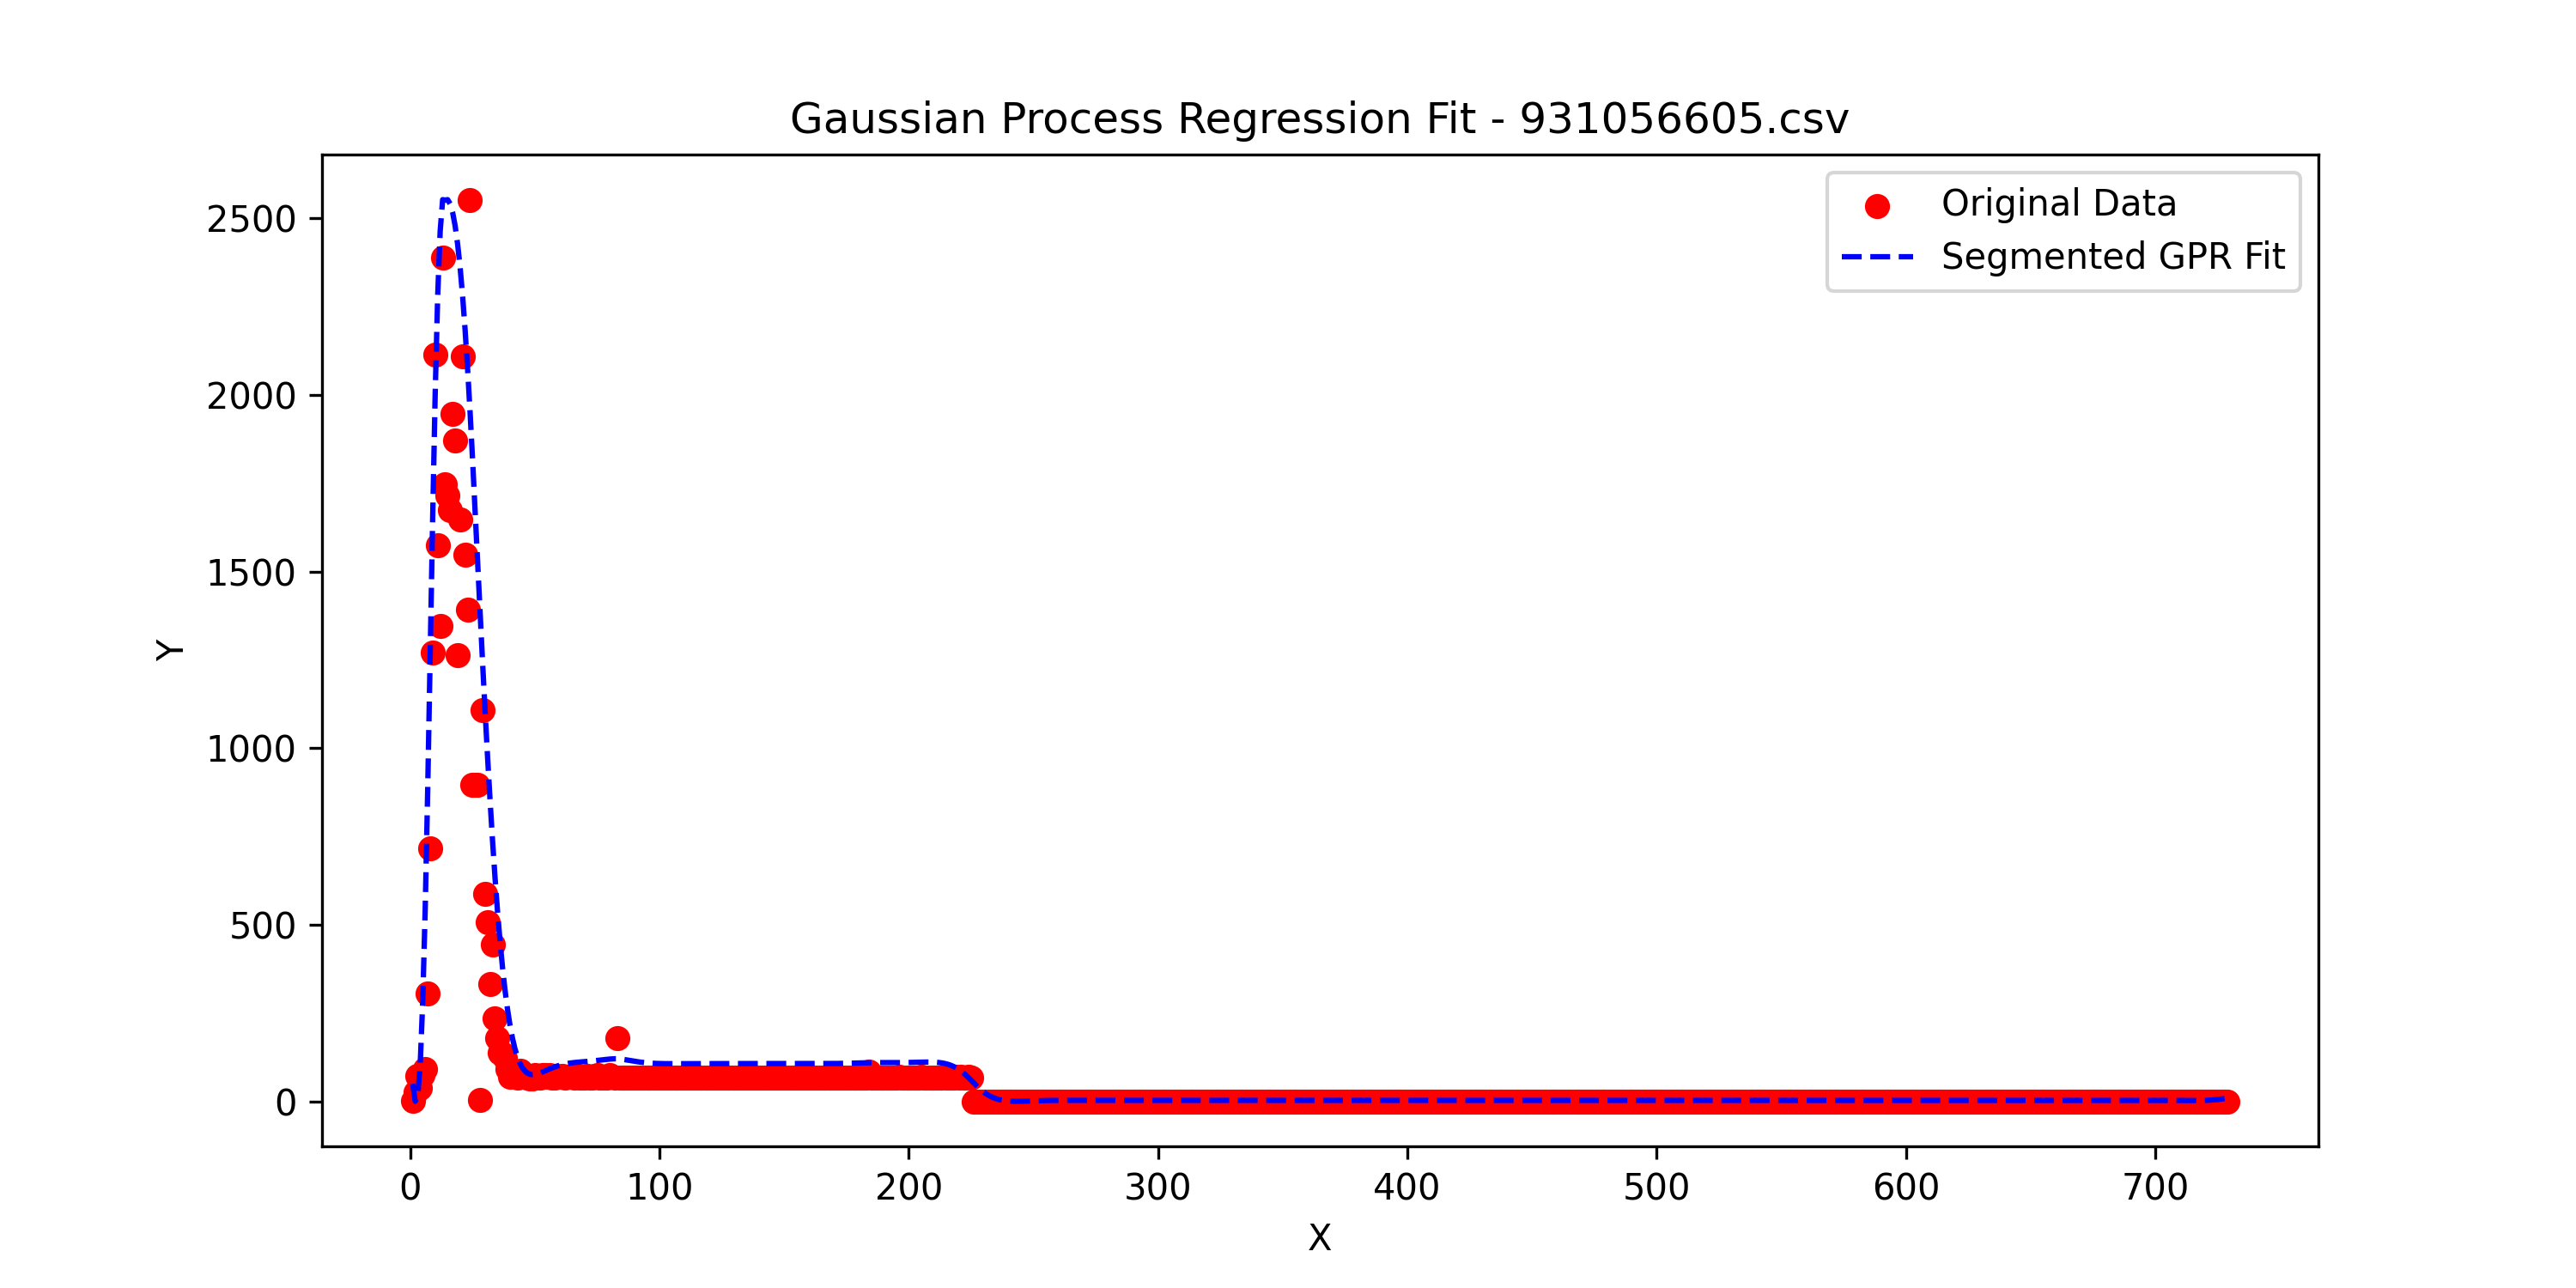 Gaussian Process Regression Fit - 931056605.csv
Original Data
Segmented GPR Fit
2500
2000
1500
1000
500
0
Y
0 100 200 300 400 500 600 700
X